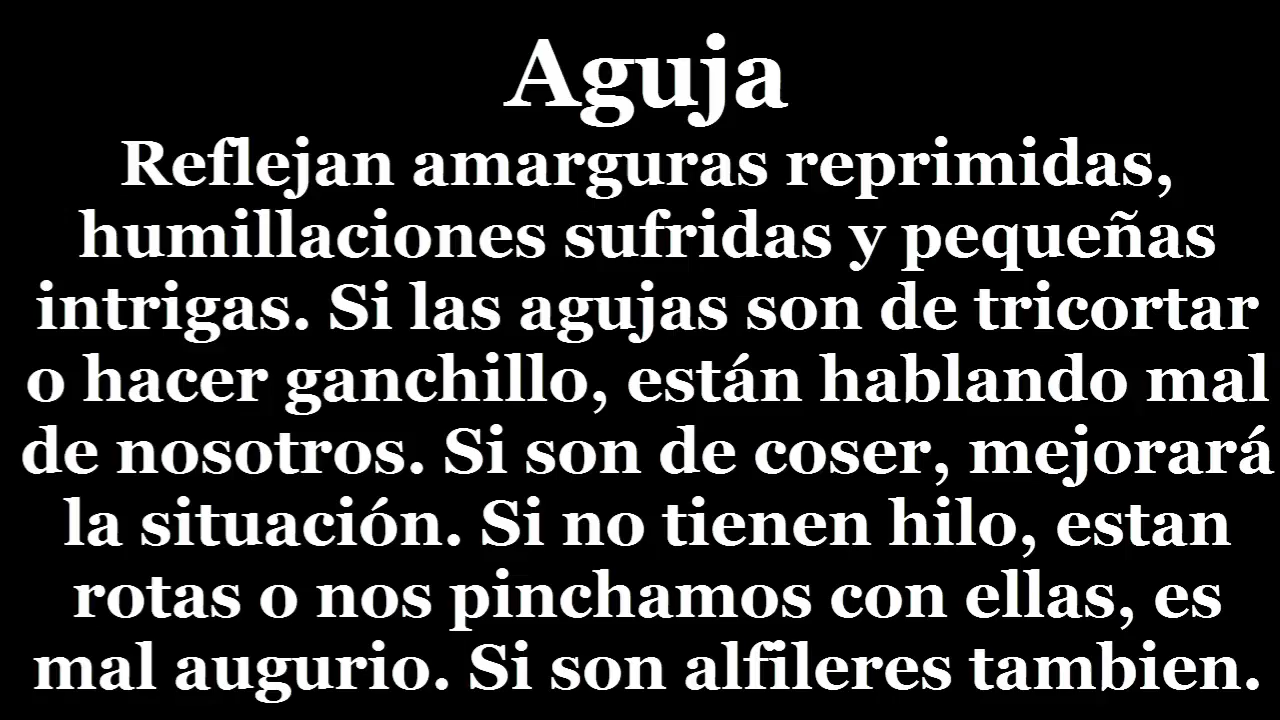 Aguja
Reflejan amarguras reprimidas,
humillaciones sufridas y pequeñas
intrigas. Si las agujas son de tricortar
o hacer ganchillo, están hablando mal
de nosotros. Si son de coser, mejorará
la situación. Si no tienen hilo, estan
rotas o nos pinchamos con ellas, es
mal augurio. Si son alfileres tambien.